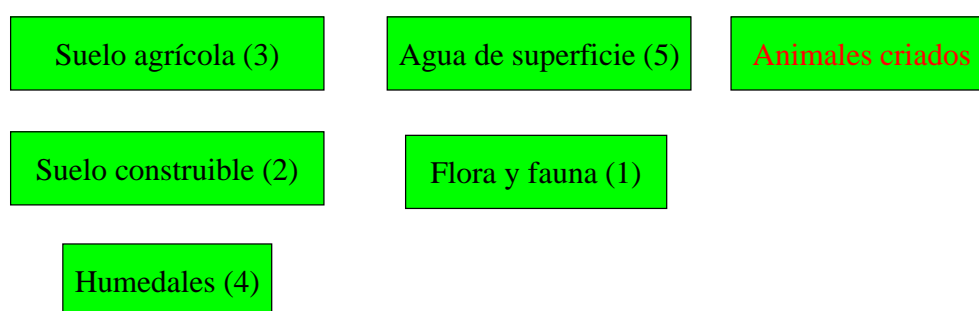 Suelo agrícola (3)
Agua de superficie (5)
Animales criados
Suelo construible (2)
Flora y fauna (1)
Humedales (4)